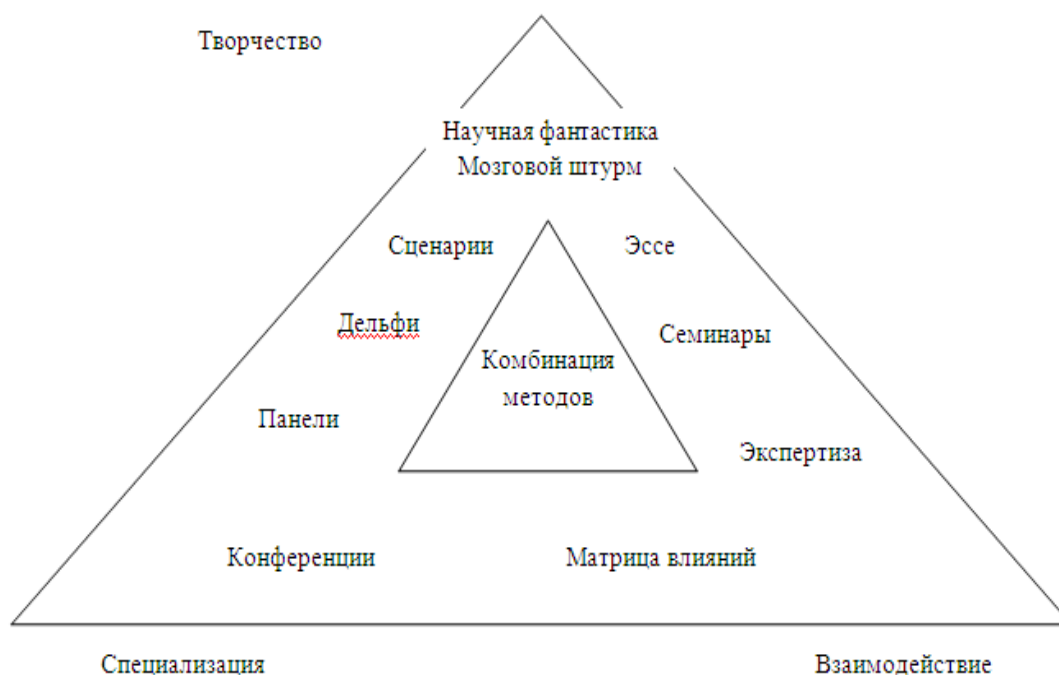 Творчество
Научная фантастика
Мозговой штурм
Сценарии
Эссе
Дельфи
Семинары
Комбинация
методов
Панели
Экспертиза
Конференции
Матрица влияний
Специализация
Взаимодействие